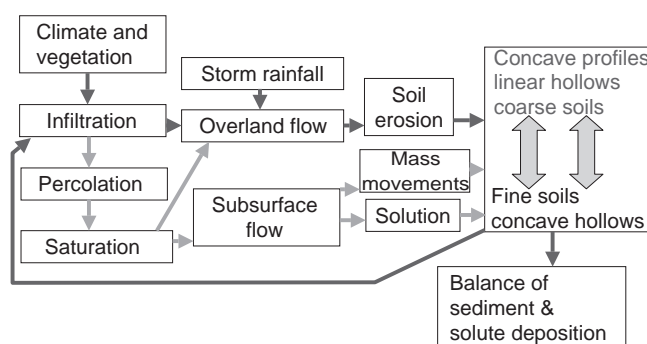 Climate and
vegetation
Storm rainfall
Infiltration
Overland flow
Soil
erosion
Concave profiles
linear hollows
coarse soils
Percolation
Mass
movements
Saturation
Subsurface
flow
Solution
Fine soils
concave hollows
Balance of
sediment &
solute deposition